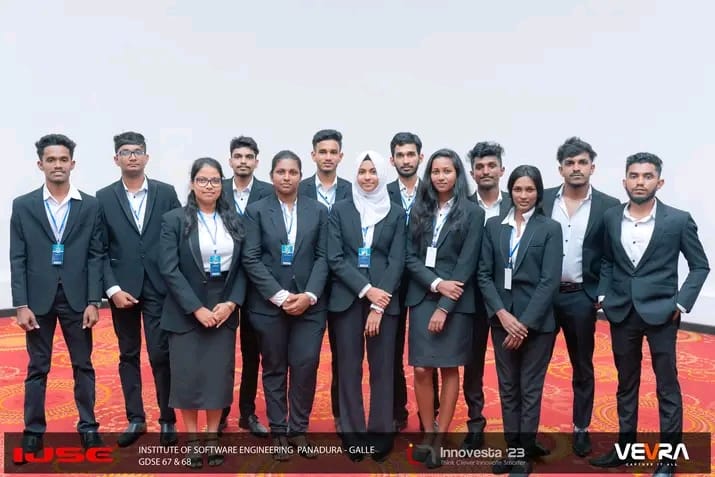 IJSE
INSTITUTE OF SOFTWARE ENGINEERING PANADURA - GALLE
GDSE 67 & 68
Innovesta '23
Think Clever Innovate Smarter
VEVRA
CAPTURE IT ALL